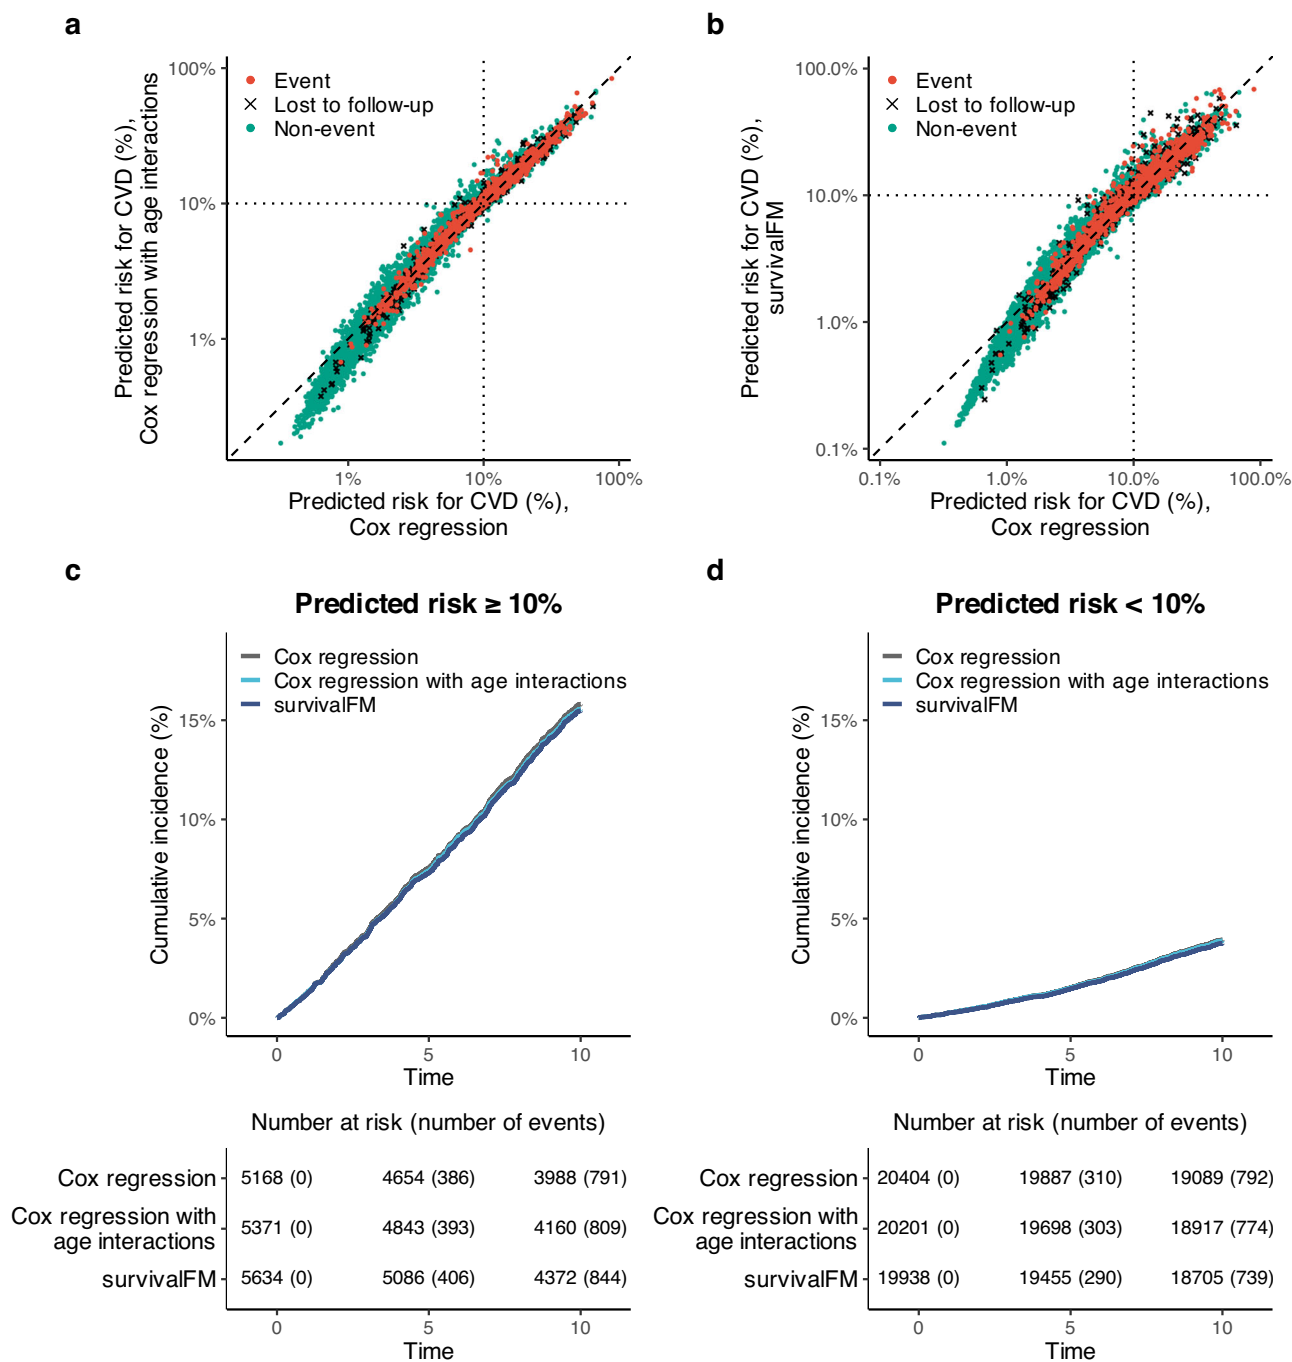 a
Predicted risk for CVD (%),
Cox regression with age interactions
100%
10%
1%
Event
Lost to follow-up
Non-event
1%
10%
100%
Predicted risk for CVD (%),
Cox regression
b
Predicted risk for CVD (%),
survivalFM
100.0%
10.0%
1.0%
0.1%
Event
Lost to follow-up
Non-event
0.1%
1.0%
10.0%
100.0%
Predicted risk for CVD (%),
Cox regression
c
Predicted risk ≥ 10%
Cumulative incidence (%)
15%
10%
5%
0%
Cox regression
Cox regression with age interactions
survivalFM
0
5
10
Time
Number at risk (number of events)
Cox regression 5168 (0) 4654 (386) 3988 (791)
Cox regression with
age interactions 5371 (0) 4843 (393) 4160 (809)
survivalFM 5634 (0) 5086 (406) 4372 (844)
0
5
10
Time
d
Predicted risk < 10%
Cumulative incidence (%)
15%
10%
5%
0%
Cox regression
Cox regression with age interactions
survivalFM
0
5
10
Time
Number at risk (number of events)
Cox regression 20404 (0) 19887 (310) 19089 (792)
Cox regression with
age interactions 20201 (0) 19698 (303) 18917 (774)
survivalFM 19938 (0) 19455 (290) 18705 (739)
0
5
10
Time